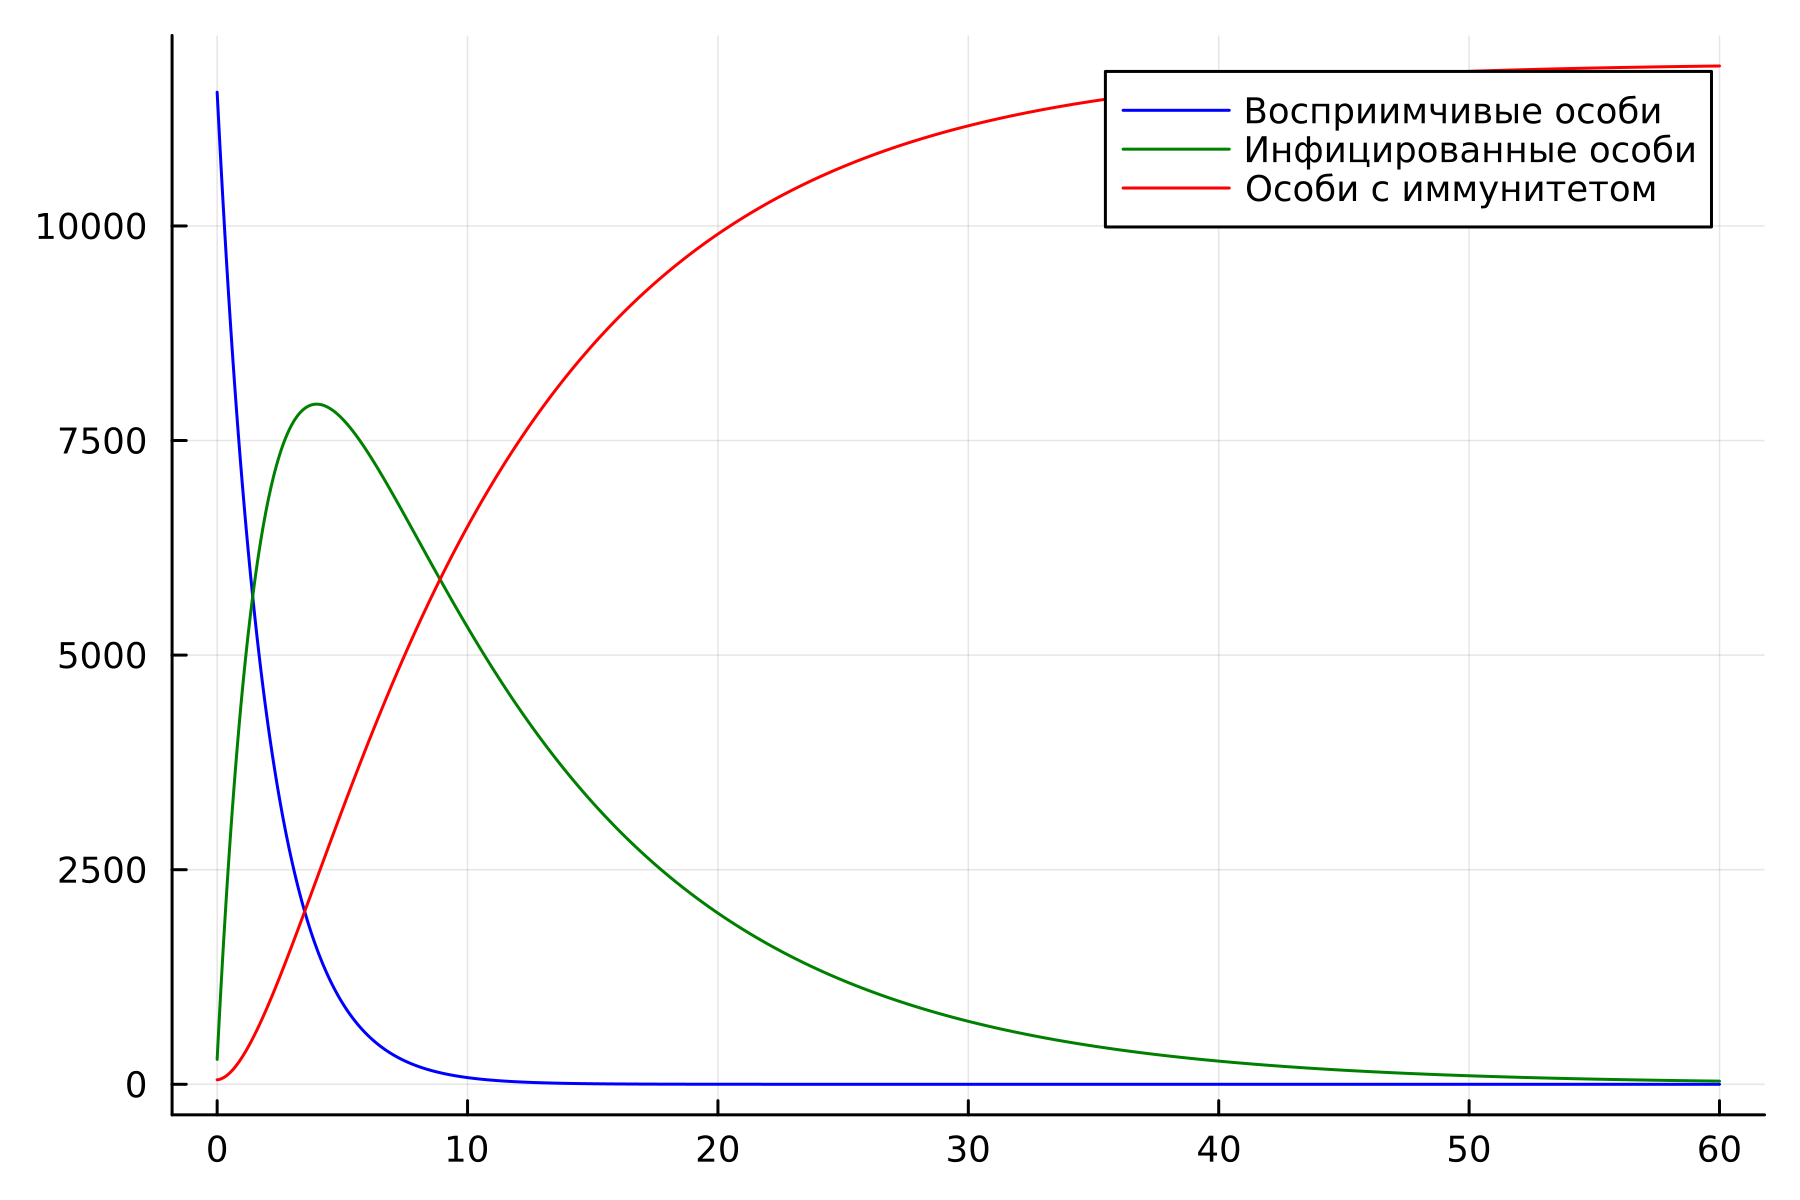 Восприимчивые особи
Инфицированные особи
Особи с иммунитетом
10000
7500
5000
2500
0
0 10 20 30 40 50 60